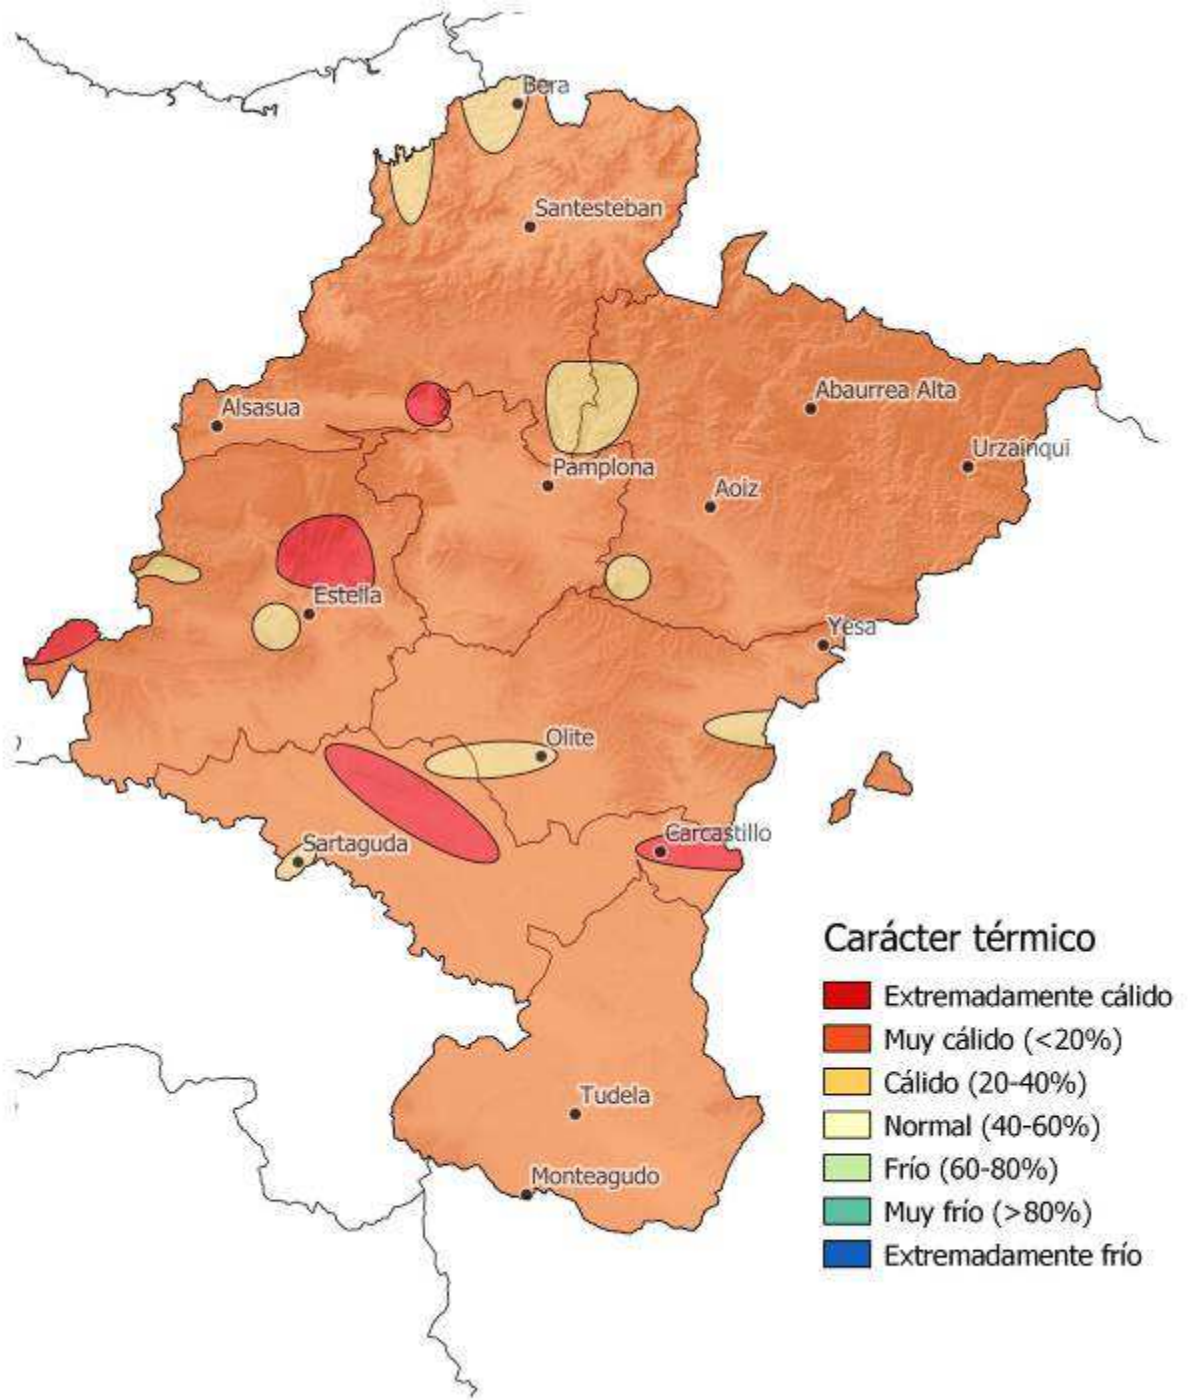 Bera
Santesteban
Alsasua
Abaurrea Alta
Urzainqui
Pamplona
Aoiz
Estella
Yesa
Olite
Sartaguda
Carcastillo
Tudela
Monteagudo
Carácter térmico
Extremadamente cálido
Muy cálido (<20%)
Cálido (20-40%)
Normal (40-60%)
Frío (60-80%)
Muy frío (>80%)
Extremadamente frío